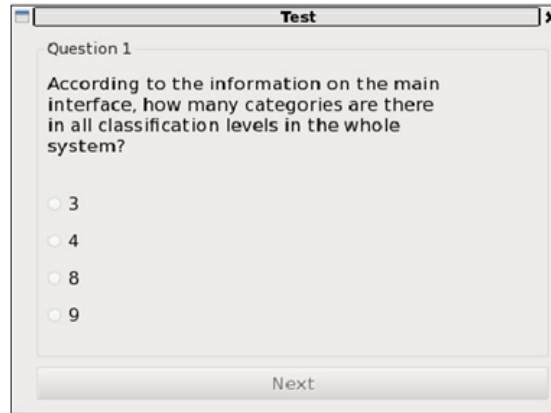 Test
Question 1
According to the information on the main
interface, how many categories are there
in all classification levels in the whole
system?
3
4
8
9
Next